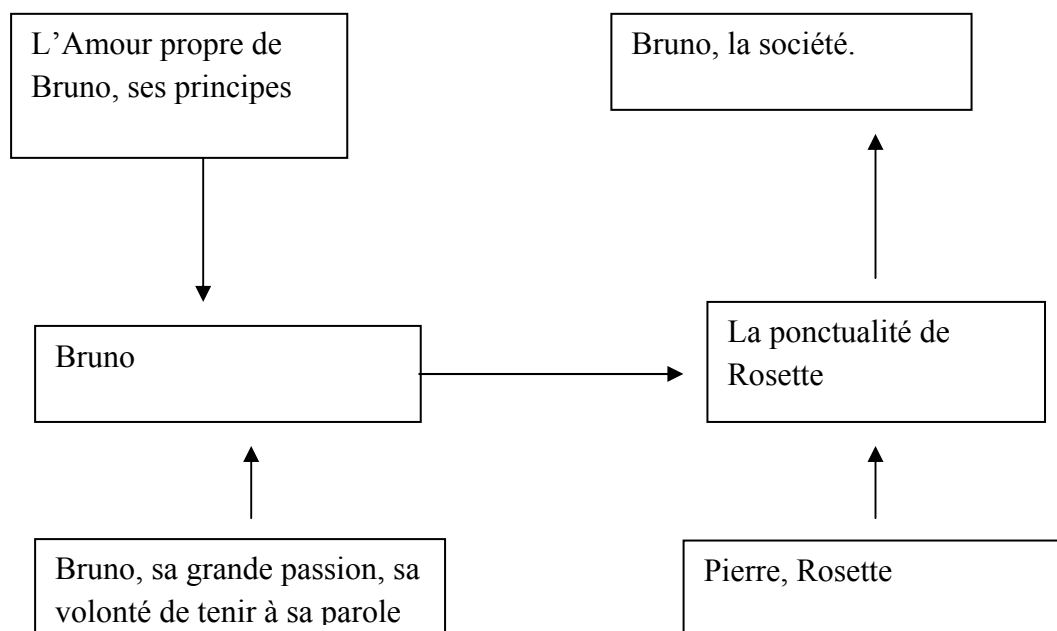 L'Amour propre de
Bruno, ses principes
Bruno, la société.
Bruno
La ponctualité de
Rosette
Bruno, sa grande passion, sa
volonté de tenir à sa parole
Pierre, Rosette